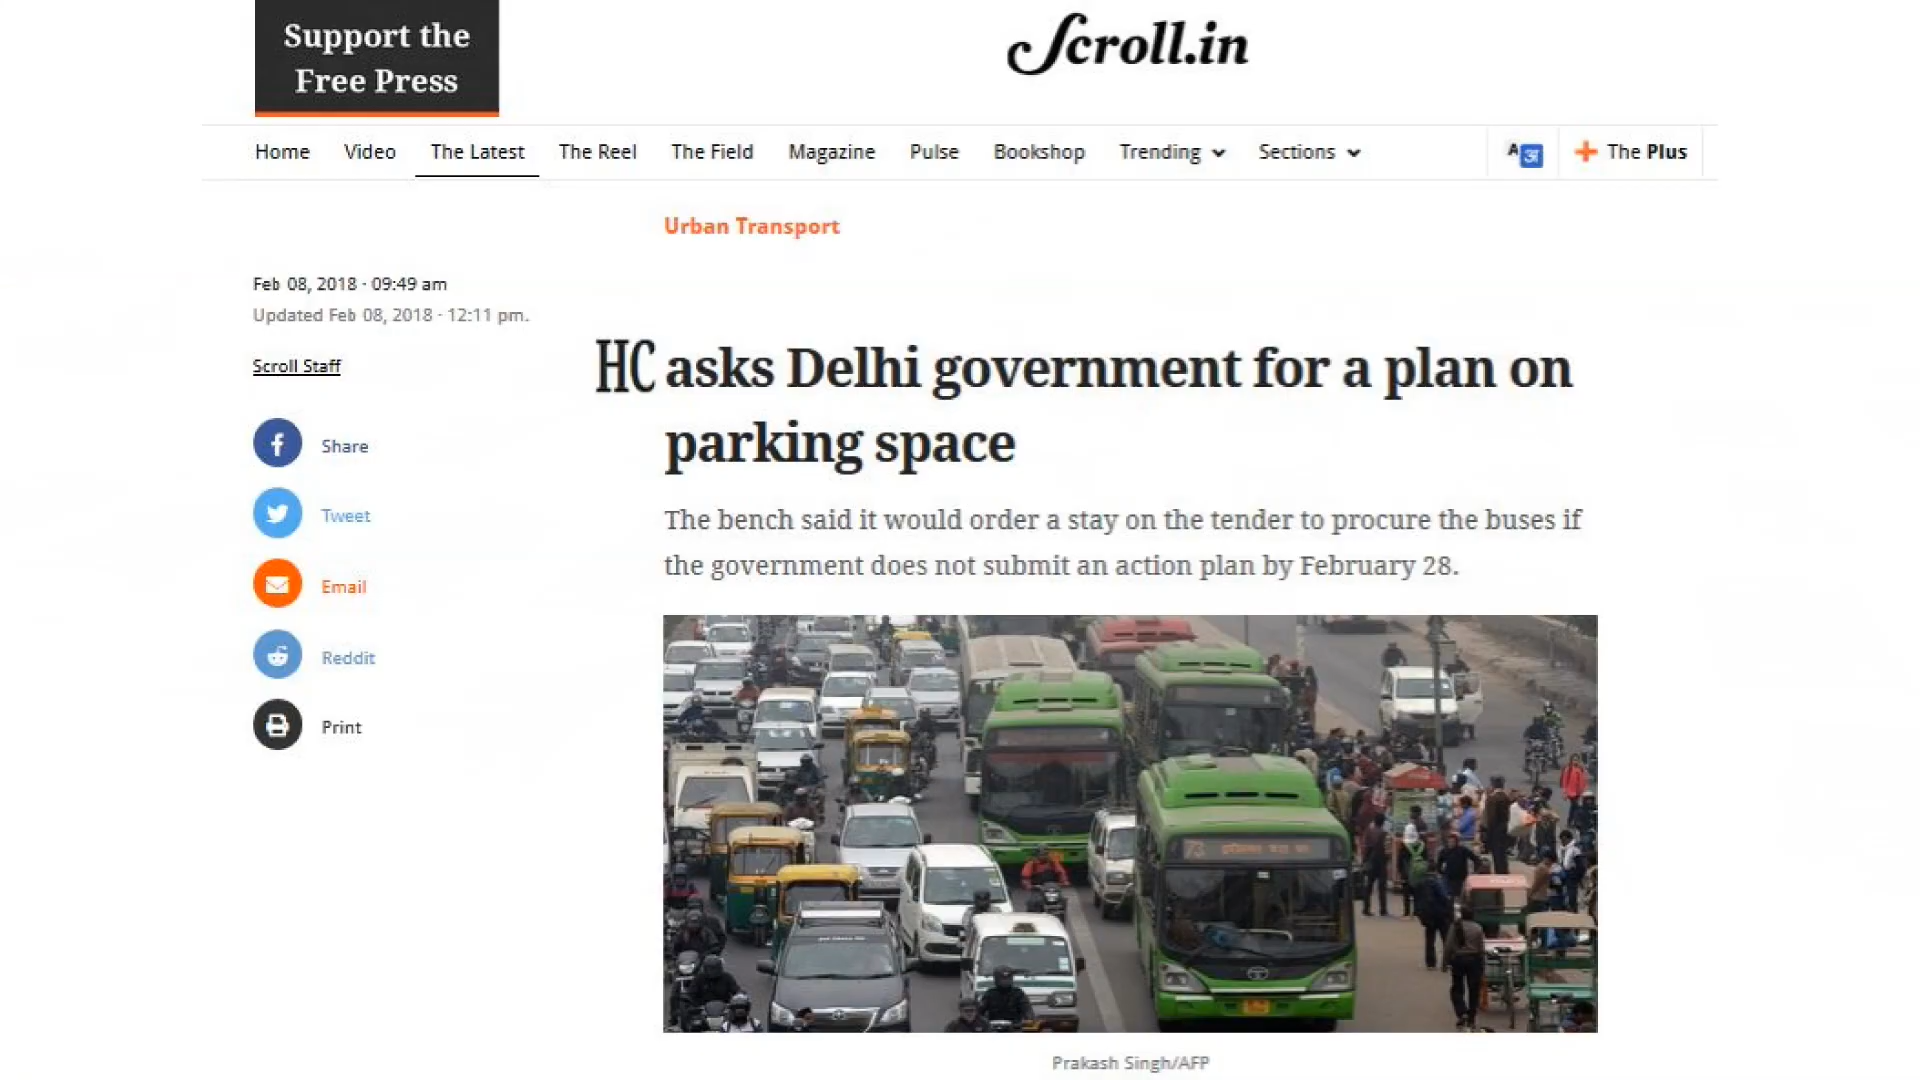 Support the
Free Press
Scroll.in
Home Video The Latest The Reel The Field Magazine Pulse Bookshop Trending Sections A अ + The Plus
Urban Transport
Feb 08, 2018 · 09:49 am
Updated Feb 08, 2018 · 12:11 pm.
Scroll Staff
Share
Tweet
Email
Reddit
Print
HC asks Delhi government for a plan on
parking space
The bench said it would order a stay on the tender to procure the buses if
the government does not submit an action plan by February 28.
73
Prakash Singh/AFP